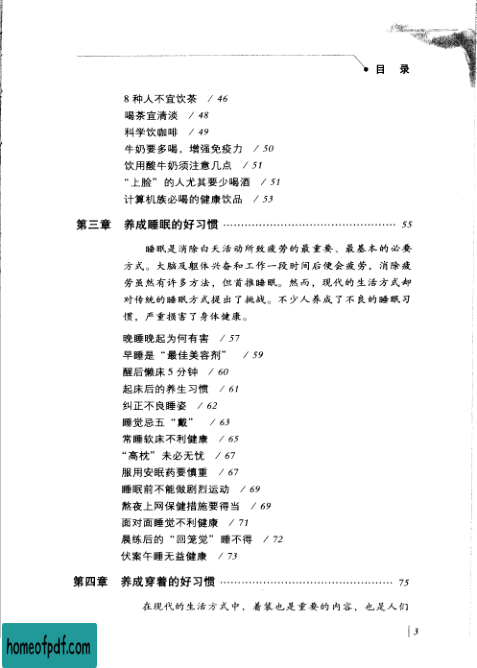 目 录
8 种人不宜饮茶 / 46
喝茶宜清淡 / 48
科学饮咖啡 / 49
牛奶要多喝，增强免疫力 / 50
饮用酸牛奶须注意几点 / 51
“上脸”的人尤其要少喝酒 / 51
计算机族必喝的健康饮品 / 53
第三章 养成睡眠的好习惯 …………………………………… 55
睡眠是消除白天活动所致疲劳的最重要、最基本的必要
方式。大脑及躯体兴奋和工作一段时间后便会疲劳，消除疲
劳虽然有许多方法，但首推睡眠。然而，现代的生活方式却
对传统的睡眠方式提出了挑战。不少人养成了不良的睡眠习
惯，严重损害了身体健康。
晚睡晚起为何有害 / 57
早睡是“最佳美容剂” / 59
醒后懒床 5 分钟 / 60
起床后的养生习惯 / 61
纠正不良睡姿 / 62
睡觉忌五“戴” / 63
常睡软床不利健康 / 65
“高枕”未必无忧 / 67
服用安眠药要慎重 / 67
睡眠前不能做剧烈运动 / 69
熬夜上网保健措施要得当 / 69
面对面睡觉不利健康 / 71
晨练后的“回笼觉”睡不得 / 72
伏案午睡无益健康 / 73
第四章 养成穿着的好习惯 …………………………………… 75
在现代的生活方式中，着装也是重要的内容，也是人们
3
homeofpdf.com